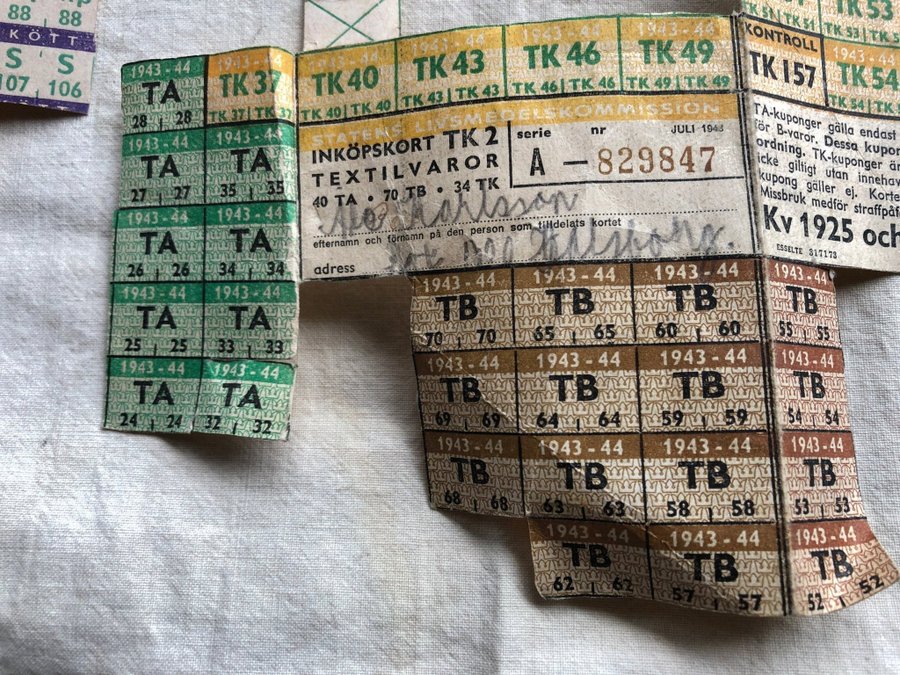 88 88
KÖTT
S S
107 106
1943-44
TA
28 28
TK 37
TK 37 TK 37
1943-44
TK 40
TK 40 TK 40
1943-44
TK 43
TK 43 TK 43
1943-44
TK 46
TK 46 TK 46
1943-44
TK 49
TK 49 TK 49
TK 51 TK 51
TK 53
TK 53
KONTROLL
TK 157
1943-44
TK 54
TK 54 TK 54
STATENS LIVSMEDELSKOMMISSION
INKÖPSKORT TK 2
TEXTILVAROR
40 TA • 70 TB • 34 TK
serie nr JULI 1943
A — 829847
Karlsson
efternamn och förnamn på den person som tilldelats kortet
adress
TA-kuponger gälla endast
för B-varor. Dessa kupon
ordning. TK-kuponger är
icke giltigt utan innehav
kupong gäller ej. Korte
Missbruk medför straffpåf
Kv 1925 och
ESSELTE 317173
1943-44 1943-44
TA TA
27 27 35 35
1943-44 1943-44
TA TA
26 26
1943-44 1943-44
TA TA
25 25 33 33
1943-44 1943-44
TA TA
24 24 32 32
1943-44 1943-44 1943-44 1943-44
TB TB TB TB
70 70 65 65 60 60 55 55
1943-44 1943-44 1943-44 1943-44
TB TB TB TB
69 69 64 64 59 59 54 54
1943-44 1943-44 1943-44 1943-44
TB TB TB TB
68 68 63 63 58 58 53 53
1943-44 1943-44 1943-44
TB TB TB
62 62 57 57 52 52